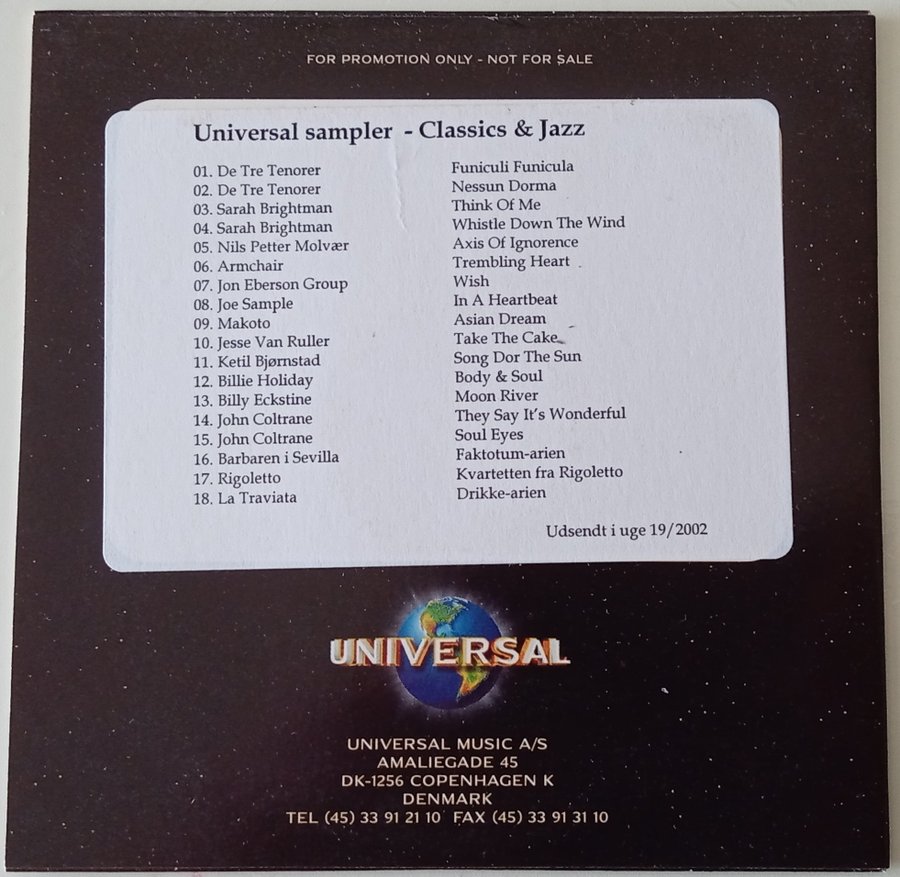 FOR PROMOTION ONLY - NOT FOR SALE
Universal sampler - Classics & Jazz
01. De Tre Tenorer Funiculi Funicula
02. De Tre Tenorer Nessun Dorma
03. Sarah Brightman Think Of Me
04. Sarah Brightman Whistle Down The Wind
05. Nils Petter Molvær Axis Of Ignorence
06. Armchair Trembling Heart
07. Jon Eberson Group Wish
08. Joe Sample In A Heartbeat
09. Makoto Asian Dream
10. Jesse Van Ruller Take The Cake
11. Ketil Bjørnstad Song Dor The Sun
12. Billie Holiday Body & Soul
13. Billy Eckstine Moon River
14. John Coltrane They Say It's Wonderful
15. John Coltrane Soul Eyes
16. Barbaren i Sevilla Faktotum-arien
17. Rigoletto Kvartetten fra Rigoletto
18. La Traviata Drikke-arien
Udsendt i uge 19/2002
UNIVERSAL
UNIVERSAL MUSIC A/S
AMALIEGADE 45
DK-1256 COPENHAGEN K
DENMARK
TEL (45) 33 91 21 10 FAX (45) 33 91 31 10